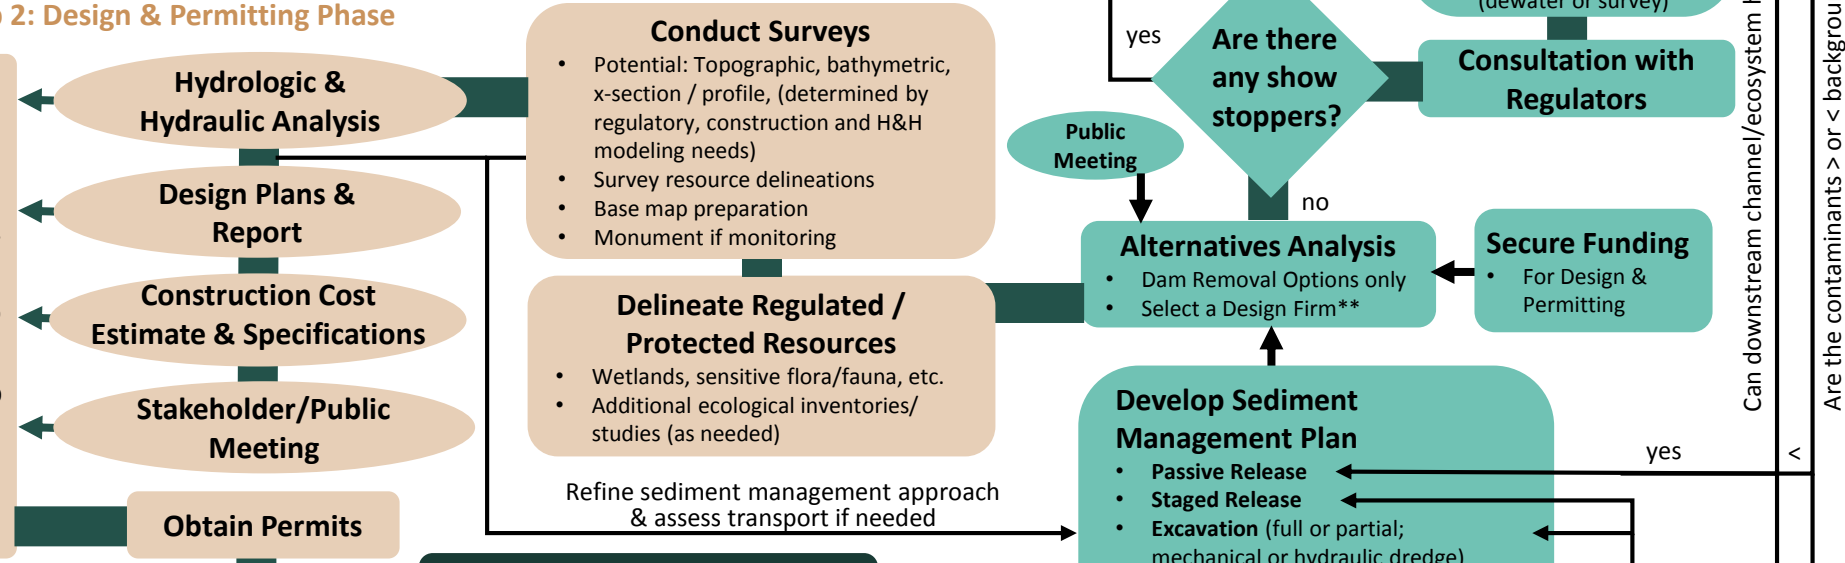 2: Design & Permitting Phase
Hydrologic &
Hydraulic Analysis
Design Plans &
Report
Construction Cost
Estimate & Specifications
Stakeholder/Public
Meeting
Obtain Permits
Conduct Surveys
• Potential: Topographic, bathymetric,
x-section / profile, (determined by
regulatory, construction and H&H
modeling needs)
• Survey resource delineations
• Base map preparation
• Monument if monitoring
Delineate Regulated /
Protected Resources
• Wetlands, sensitive flora/fauna, etc.
• Additional ecological inventories/
studies (as needed)
Refine sediment management approach
& assess transport if needed
yes
Are there
any show
stoppers?
no
(dewater or survey)
Consultation with
Regulators
Public
Meeting
Alternatives Analysis
• Dam Removal Options only
• Select a Design Firm**
Secure Funding
• For Design &
Permitting
Develop Sediment
Management Plan
• Passive Release
• Staged Release
• Excavation (full or partial;
mechanical or hydraulic dredge)
yes
<
Can downstream channel/ecosystem
Are the contaminants > or < backgrou